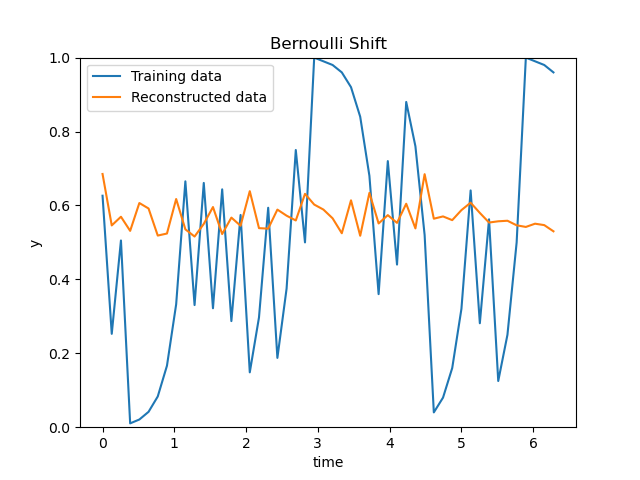 Bernoulli Shift
Training data
Reconstructed data
1.0
0.8
0.6
0.4
0.2
0.0
y
0 1 2 3 4 5 6
time